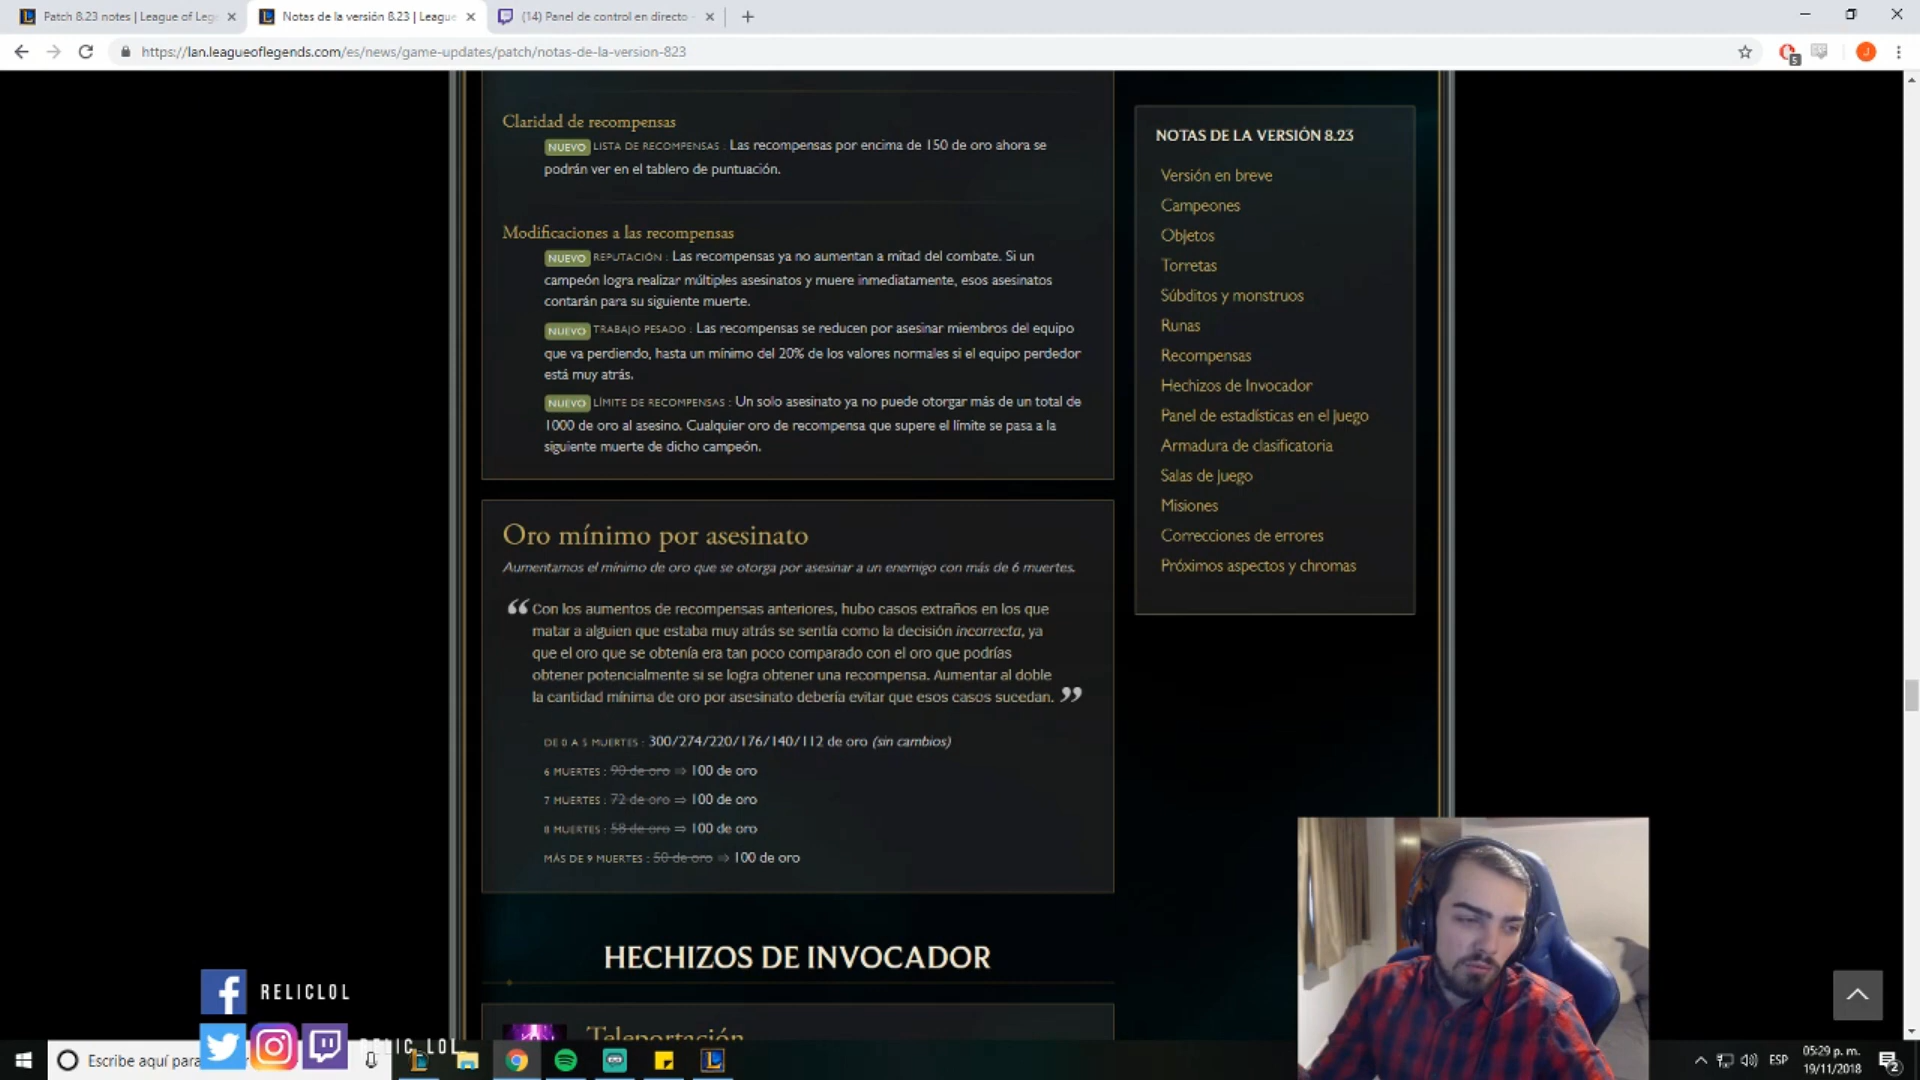 Patch 8.23 notes | League of Leg
Notas de la versión 8.23 | League
(14) Panel de control en directo
https://lan.leagueoflegends.com/es/news/game-updates/patch/notas-de-la-version-823
5
J
Claridad de recompensas
NUEVO LISTA DE RECOMPENSAS : Las recompensas por encima de 150 de oro ahora se
podrán ver en el tablero de puntuación.
Modificaciones a las recompensas
NUEVO REPUTACIÓN : Las recompensas ya no aumentan a mitad del combate. Si un
campeón logra realizar múltiples asesinatos y muere inmediatamente, esos asesinatos
contarán para su siguiente muerte.
NUEVO TRABAJO PESADO : Las recompensas se reducen por asesinar miembros del equipo
que va perdiendo, hasta un mínimo del 20% de los valores normales si el equipo perdedor
está muy atrás.
NUEVO LÍMITE DE RECOMPENSAS : Un solo asesinato ya no puede otorgar más de un total de
1000 de oro al asesino. Cualquier oro de recompensa que supere el límite se pasa a la
siguiente muerte de dicho campeón.
Oro mínimo por asesinato
Aumentamos el mínimo de oro que se otorga por asesinar a un enemigo con más de 6 muertes.
“ Con los aumentos de recompensas anteriores, hubo casos extraños en los que
matar a alguien que estaba muy atrás se sentía como la decisión incorrecta, ya
que el oro que se obtenía era tan poco comparado con el oro que podrías
obtener potencialmente si se logra obtener una recompensa. Aumentar al doble
la cantidad mínima de oro por asesinato debería evitar que esos casos sucedan. ”
DE 0 A 5 MUERTES : 300/274/220/176/140/112 de oro (sin cambios)
6 MUERTES : 90 de oro ⇒ 100 de oro
7 MUERTES : 72 de oro ⇒ 100 de oro
8 MUERTES : 58 de oro ⇒ 100 de oro
MÁS DE 9 MUERTES : 50 de oro ⇒ 100 de oro
HECHIZOS DE INVOCADOR
Teleportación
NOTAS DE LA VERSIÓN 8.23
Versión en breve
Campeones
Objetos
Torretas
Súbditos y monstruos
Runas
Recompensas
Hechizos de Invocador
Panel de estadísticas en el juego
Armadura de clasificatoria
Salas de juego
Misiones
Correcciones de errores
Próximos aspectos y chromas
RELICLOL
RELIC_LOL
Escribe aquí para
ESP
05:29 p. m.
19/11/2018
2